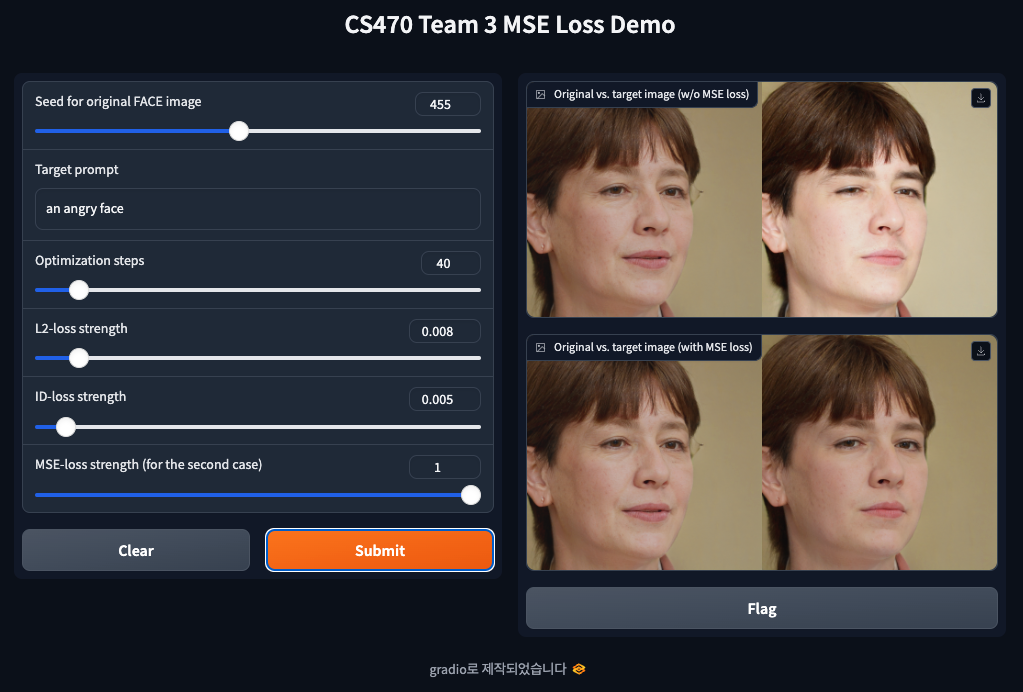 CS470 Team 3 MSE Loss Demo
Seed for original FACE image
455
Target prompt
an angry face
Optimization steps
40
L2-loss strength
0.008
ID-loss strength
0.005
MSE-loss strength (for the second case)
1
Clear
Submit
Original vs. target image (w/o MSE loss)
Original vs. target image (with MSE loss)
Flag
gradio로 제작되었습니다